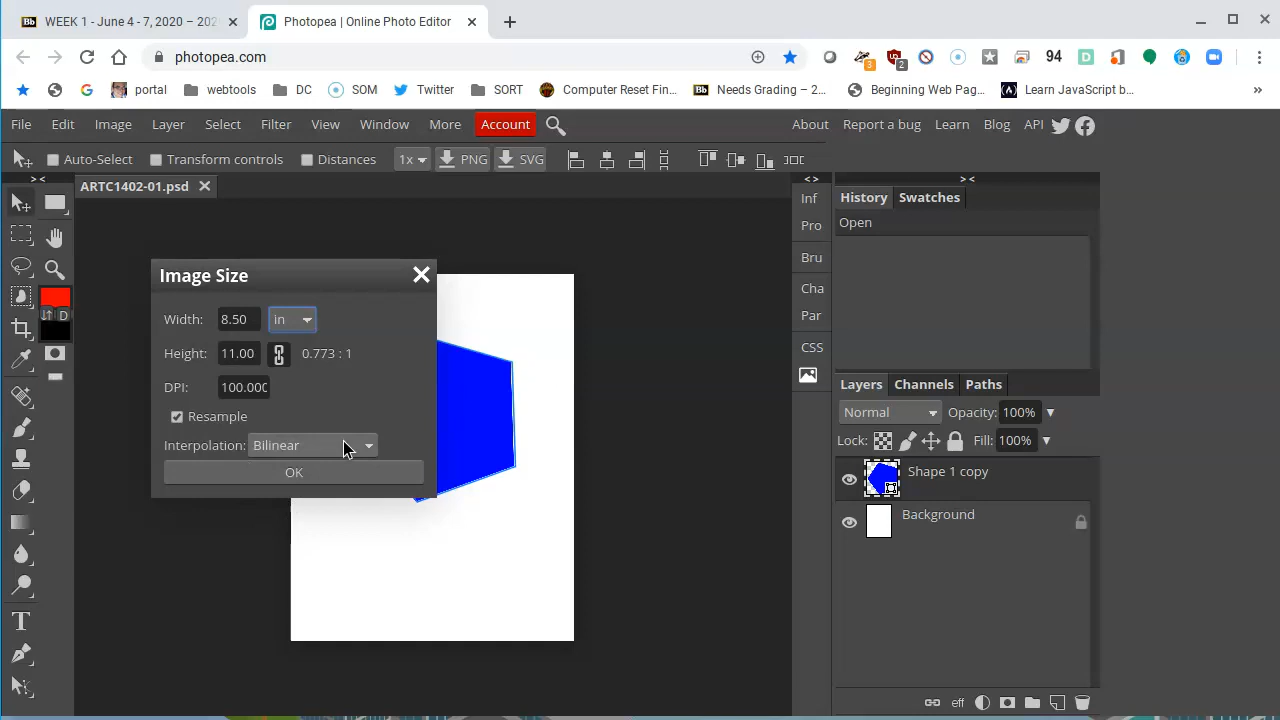 WEEK 1 - June 4 - 7, 2020 – 202
Photopea | Online Photo Editor
photopea.com
3
2
94
D
portal
webtools
DC
SOM
Twitter
SORT
Computer Reset Fin...
Bb
Needs Grading – 2...
Beginning Web Pag...
Learn JavaScript b...
»
File
Edit
Image
Layer
Select
Filter
View
Window
More
Account
About
Report a bug
Learn
Blog
API
Auto-Select
Transform controls
Distances
1x
PNG
SVG
ARTC1402-01.psd
> <
< >
> <
Inf
Pro
Bru
Cha
Par
CSS
History
Swatches
Open
Image Size
Width:
8.50
in
Height:
11.00
0.773 : 1
DPI:
100.000
Resample
Interpolation:
Bilinear
OK
D
T
Layers
Channels
Paths
Normal
Opacity:
100%
Lock:
Fill:
100%
Shape 1 copy
Background
eff